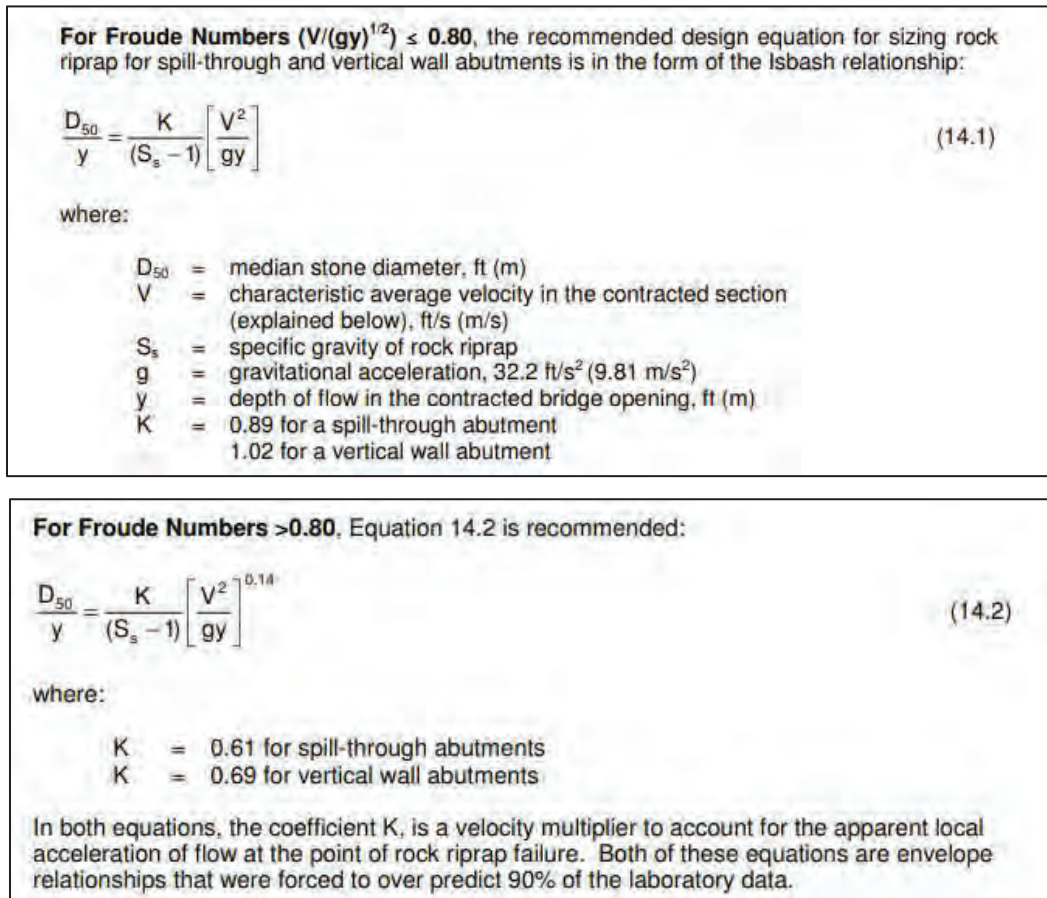 For Froude Numbers (V/(gy)^1/2) ≤ 0.80, the recommended design equation for sizing rock
riprap for spill-through and vertical wall abutments is in the form of the Isbash relationship:
D₅₀/y = K/(Sₛ − 1) [V²/gy] (14.1)
where:
D₅₀ = median stone diameter, ft (m)
V = characteristic average velocity in the contracted section
(explained below), ft/s (m/s)
Sₛ = specific gravity of rock riprap
g = gravitational acceleration, 32.2 ft/s² (9.81 m/s²)
y = depth of flow in the contracted bridge opening, ft (m)
K = 0.89 for a spill-through abutment
1.02 for a vertical wall abutment
For Froude Numbers >0.80, Equation 14.2 is recommended:
D₅₀/y = K/(Sₛ − 1) [V²/gy]^0.14 (14.2)
where:
K = 0.61 for spill-through abutments
K = 0.69 for vertical wall abutments
In both equations, the coefficient K, is a velocity multiplier to account for the apparent local
acceleration of flow at the point of rock riprap failure. Both of these equations are envelope
relationships that were forced to over predict 90% of the laboratory data.